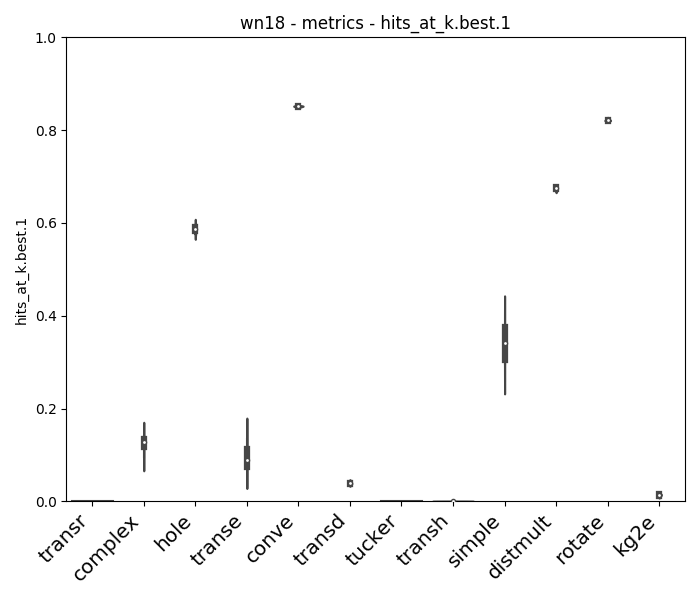 wn18 - metrics - hits_at_k.best.1
hits_at_k.best.1
1.0
0.8
0.6
0.4
0.2
0.0
transr
complex
hole
transe
conve
transd
tucker
transh
simple
distmult
rotate
kg2e